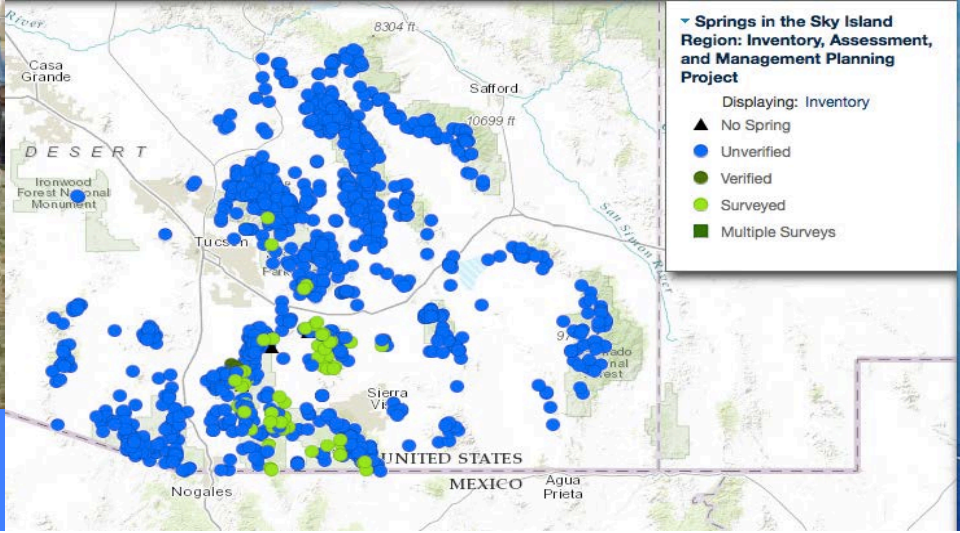 River
8304 ft
Casa
Grande
Safford
10699 ft
DESERT
Ironwood
Forest National
Monument
San Simon River
Tucson
Park
Sierra
UNITED STATES
MEXICO
Nogales
Agua
Prieta
Springs in the Sky Island
Region: Inventory, Assessment,
and Management Planning
Project
Displaying: Inventory
No Spring
Unverified
Verified
Surveyed
Multiple Surveys